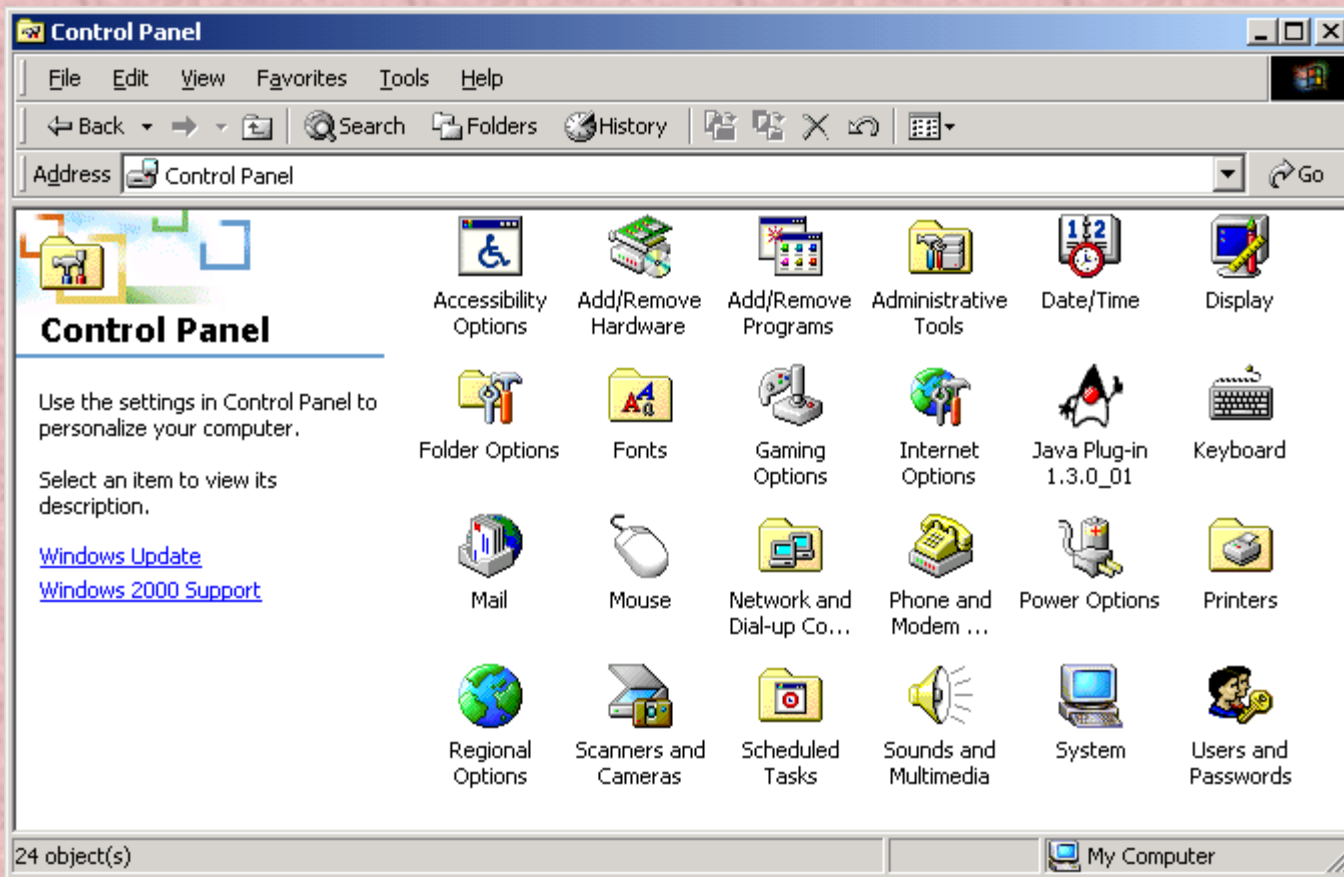 Control Panel
File Edit View Favorites Tools Help
Back Search Folders History
Address Control Panel Go
Control Panel
Use the settings in Control Panel to
personalize your computer.
Select an item to view its
description.
Windows Update
Windows 2000 Support
Accessibility
Options
Add/Remove
Hardware
Add/Remove
Programs
Administrative
Tools
Date/Time
Display
Folder Options
Fonts
Gaming
Options
Internet
Options
Java Plug-in
1.3.0_01
Keyboard
Mail
Mouse
Network and
Dial-up Co...
Phone and
Modem ...
Power Options
Printers
Regional
Options
Scanners and
Cameras
Scheduled
Tasks
Sounds and
Multimedia
System
Users and
Passwords
24 object(s)
My Computer